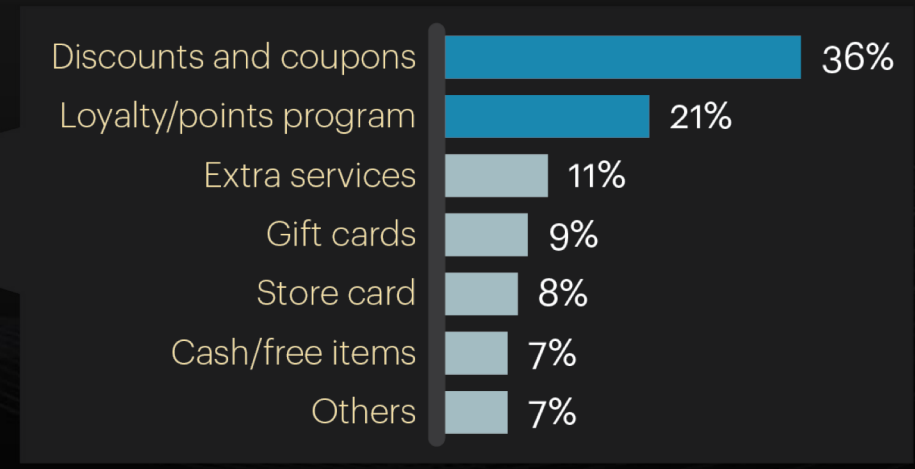 Discounts and coupons 36%
Loyalty/points program 21%
Extra services 11%
Gift cards 9%
Store card 8%
Cash/free items 7%
Others 7%